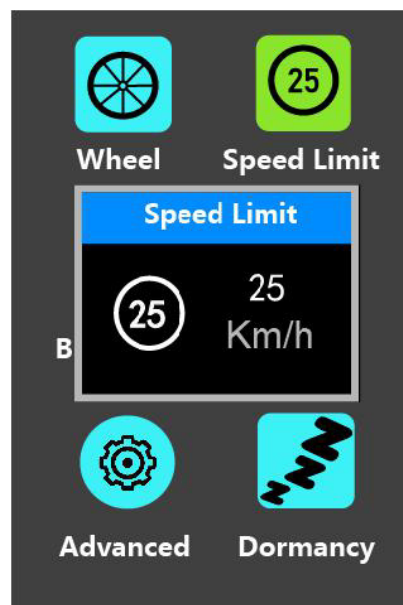 25
Wheel Speed Limit
Speed Limit
25 25
Km/h
B
Advanced Dormancy